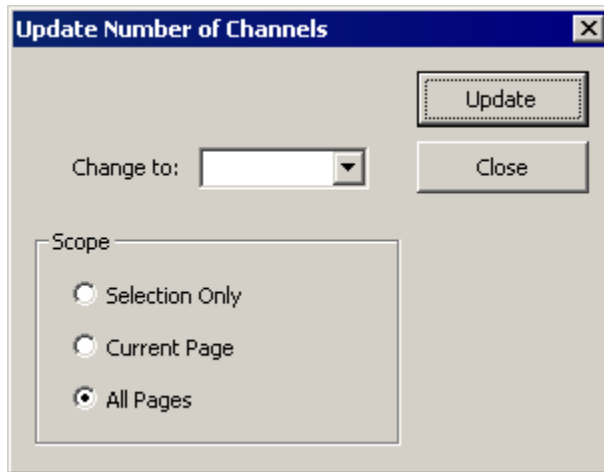 Update Number of Channels
Update
Change to:
Close
Scope
Selection Only
Current Page
All Pages